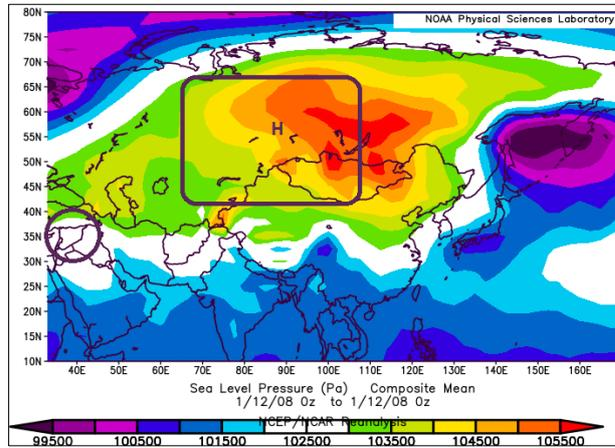 NOAA Physical Sciences Laboratory
80N
75N
70N
65N
60N
55N
50N
45N
40N
35N
30N
25N
20N
15N
10N
H
40E 50E 60E 70E 80E 90E 100E 110E 120E 130E 140E 150E 160E
Sea Level Pressure (Pa) Composite Mean
1/12/08 0z to 1/12/08 0z
NCEP/NCAR Reanalysis
99500 100500 101500 102500 103500 104500 105500